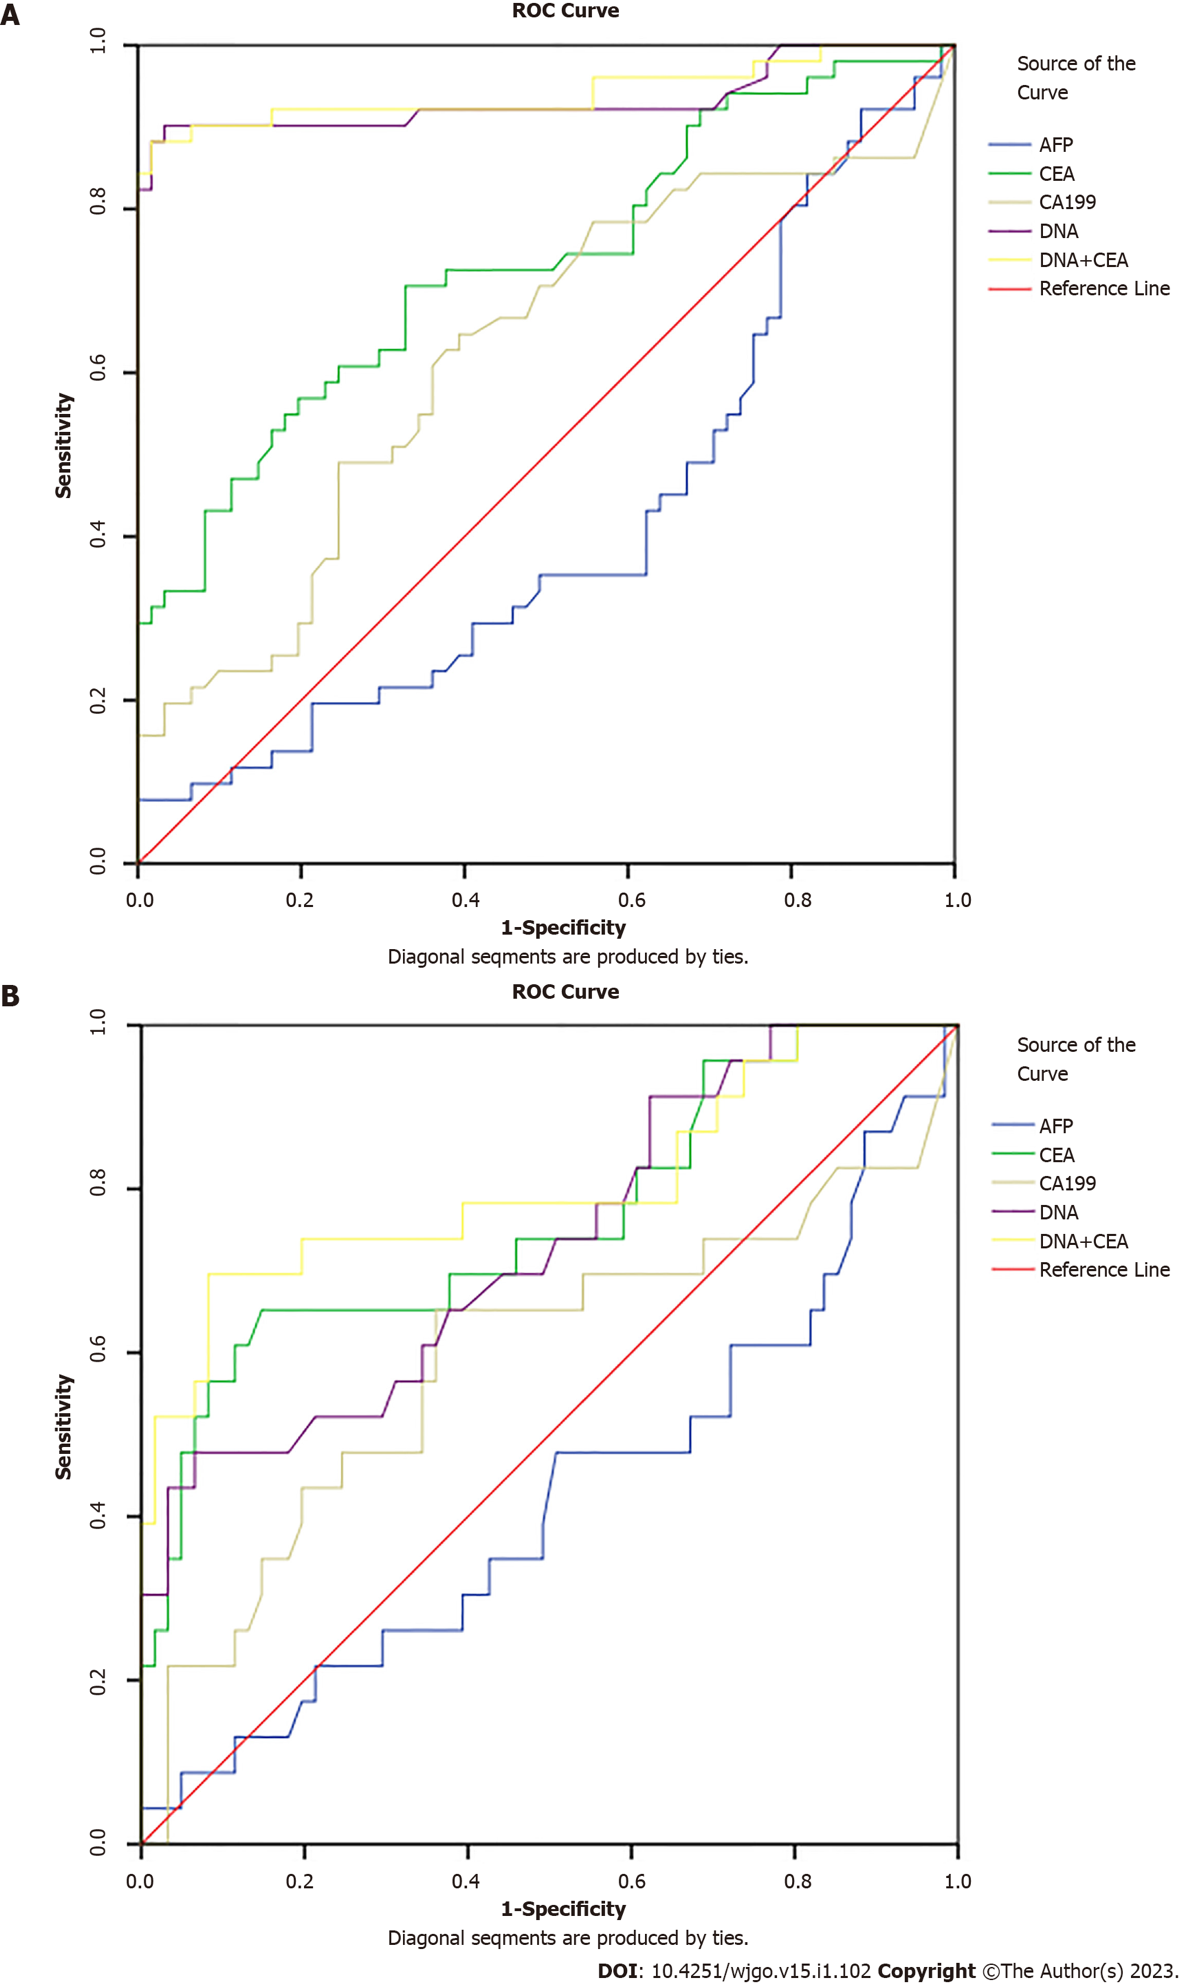 A
ROC Curve
1.0
0.8
0.6
0.4
0.2
0.0
Sensitivity
0.0 0.2 0.4 0.6 0.8 1.0
1-Specificity
Diagonal seqments are produced by ties.
Source of the
Curve
AFP
CEA
CA199
DNA
DNA+CEA
Reference Line
B
ROC Curve
1.0
0.8
0.6
0.4
0.2
0.0
Sensitivity
0.0 0.2 0.4 0.6 0.8 1.0
1-Specificity
Diagonal seqments are produced by ties.
Source of the
Curve
AFP
CEA
CA199
DNA
DNA+CEA
Reference Line
DOI: 10.4251/wjgo.v15.i1.102 Copyright ©The Author(s) 2023.